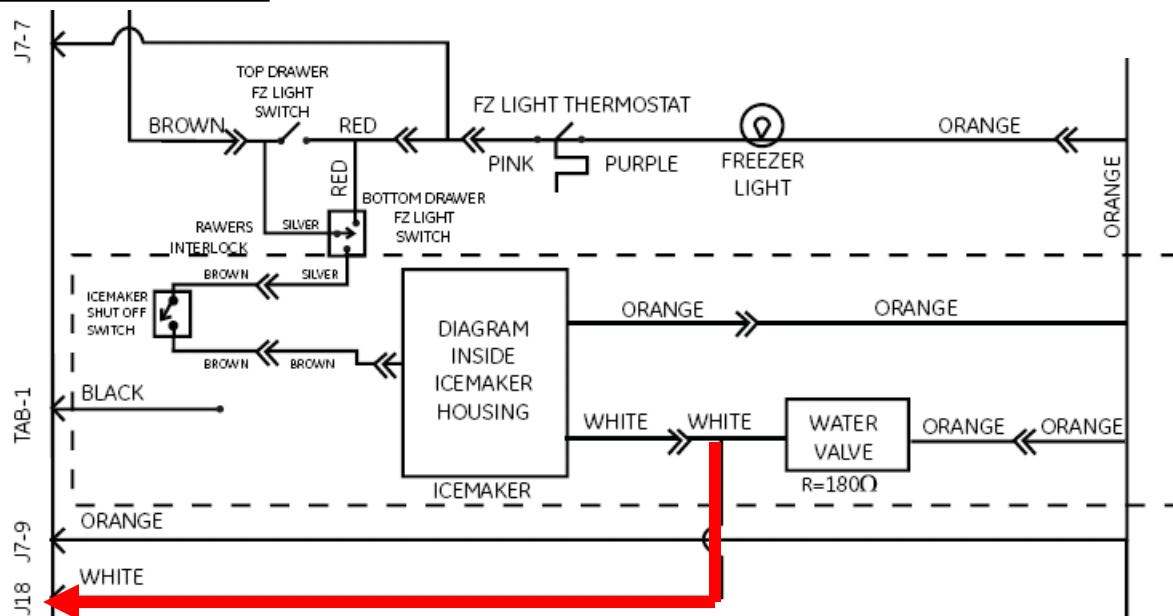 J7-7
TOP DRAWER
FZ LIGHT
SWITCH
FZ LIGHT THERMOSTAT
BROWN
RED
ORANGE
PINK
PURPLE
FREEZER
LIGHT
RED
ORANGE
BOTTOM DRAWER
FZ LIGHT
SWITCH
RAWERS
INTERLOCK
SILVER
BROWN
SILVER
ICEMAKER
SHUT OFF
SWITCH
DIAGRAM
INSIDE
ICEMAKER
HOUSING
ORANGE
ORANGE
BROWN
BROWN
TAB-1
BLACK
WHITE
WHITE
WATER
VALVE
ORANGE
ORANGE
ICEMAKER
R=180Ω
J7-9
ORANGE
J18
WHITE